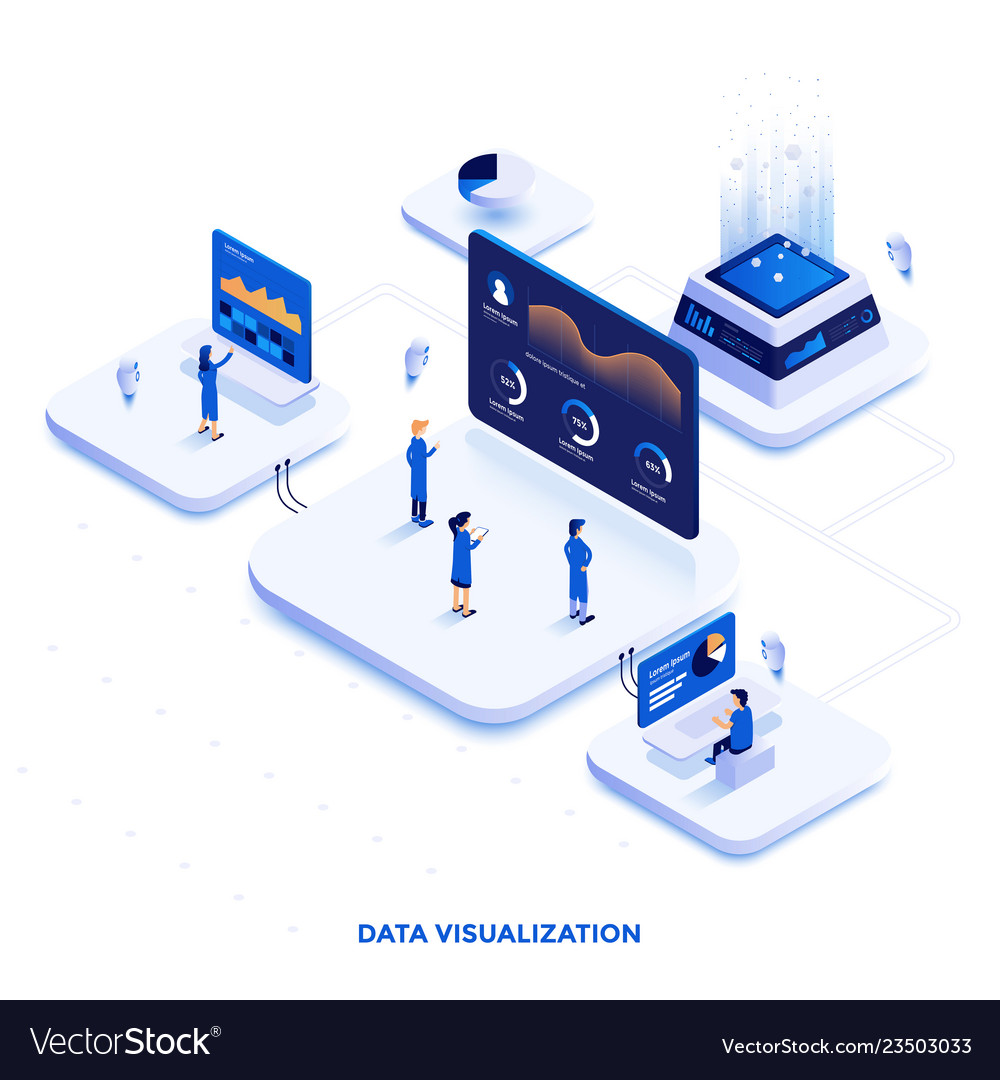 Lorem Ipsum
Lorem Ipsum
dolore ipsum tristique et
52%
Lorem Ipsum
75%
Lorem Ipsum
63%
Lorem Ipsum
Lorem Ipsum
DATA VISUALIZATION
VectorStock®
VectorStock.com/23503033